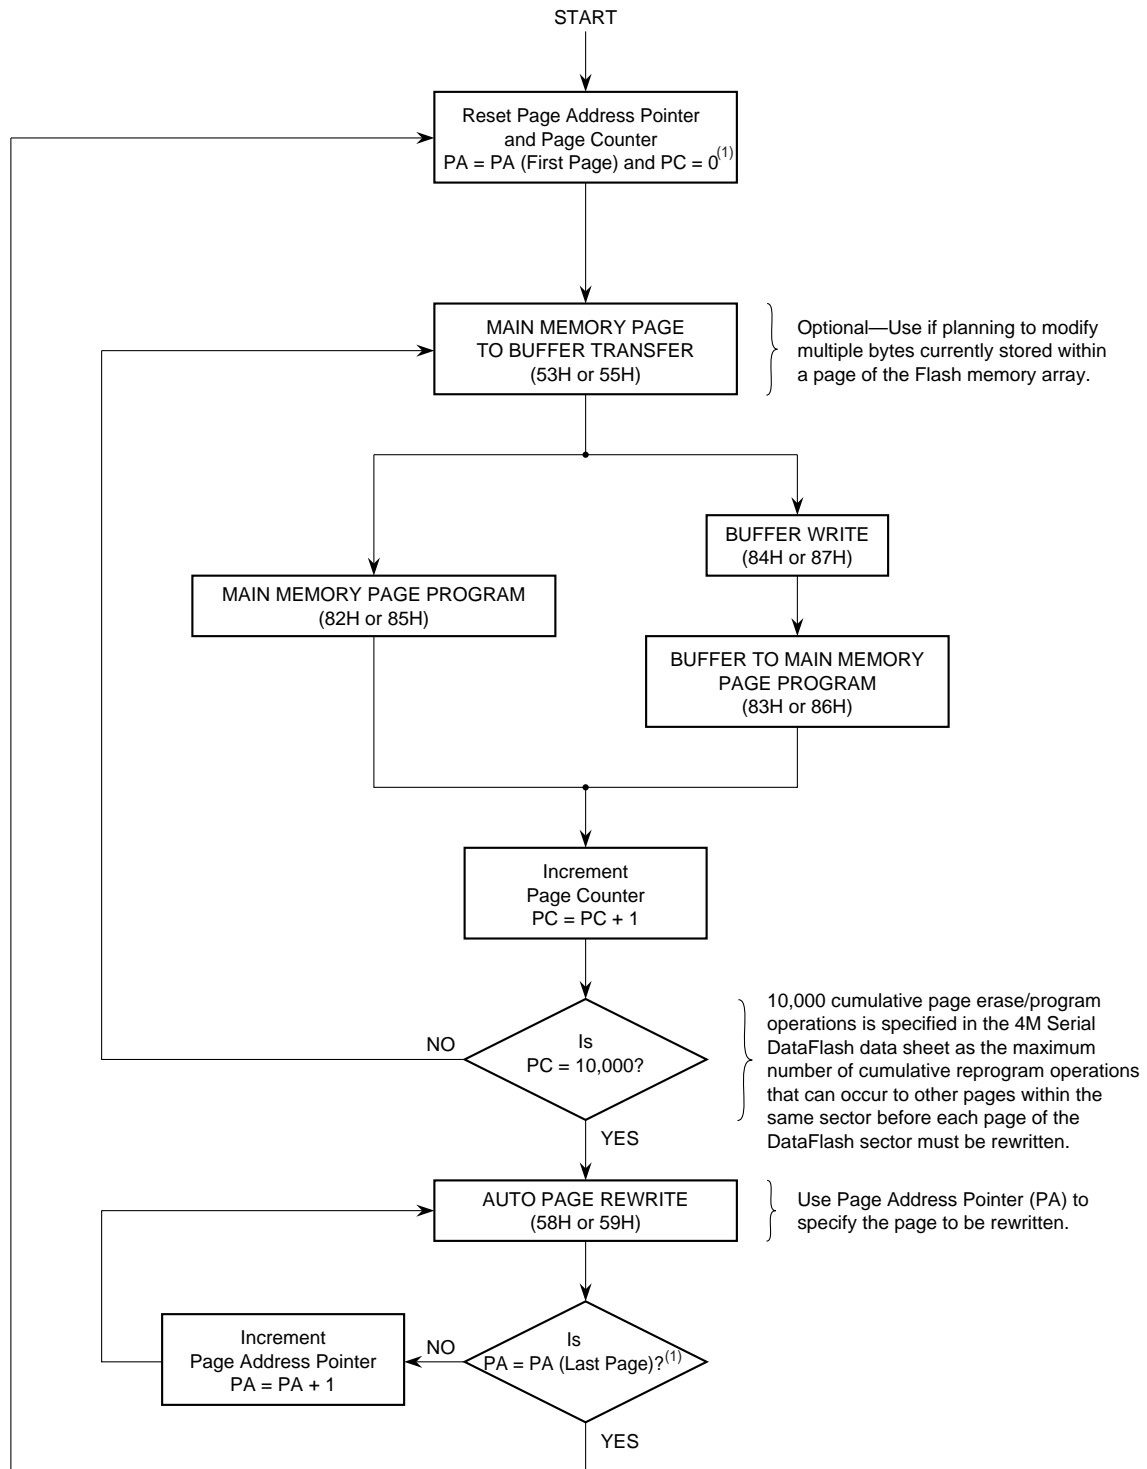 START
Reset Page Address Pointer
and Page Counter
PA = PA (First Page) and PC = 0(1)
MAIN MEMORY PAGE
TO BUFFER TRANSFER
(53H or 55H)
Optional—Use if planning to modify
multiple bytes currently stored within
a page of the Flash memory array.
BUFFER WRITE
(84H or 87H)
MAIN MEMORY PAGE PROGRAM
(82H or 85H)
BUFFER TO MAIN MEMORY
PAGE PROGRAM
(83H or 86H)
Increment
Page Counter
PC = PC + 1
NO
Is
PC = 10,000?
YES
10,000 cumulative page erase/program
operations is specified in the 4M Serial
DataFlash data sheet as the maximum
number of cumulative reprogram operations
that can occur to other pages within the
same sector before each page of the
DataFlash sector must be rewritten.
AUTO PAGE REWRITE
(58H or 59H)
Use Page Address Pointer (PA) to
specify the page to be rewritten.
Increment
Page Address Pointer
PA = PA + 1
NO
Is
PA = PA (Last Page)?(1)
YES